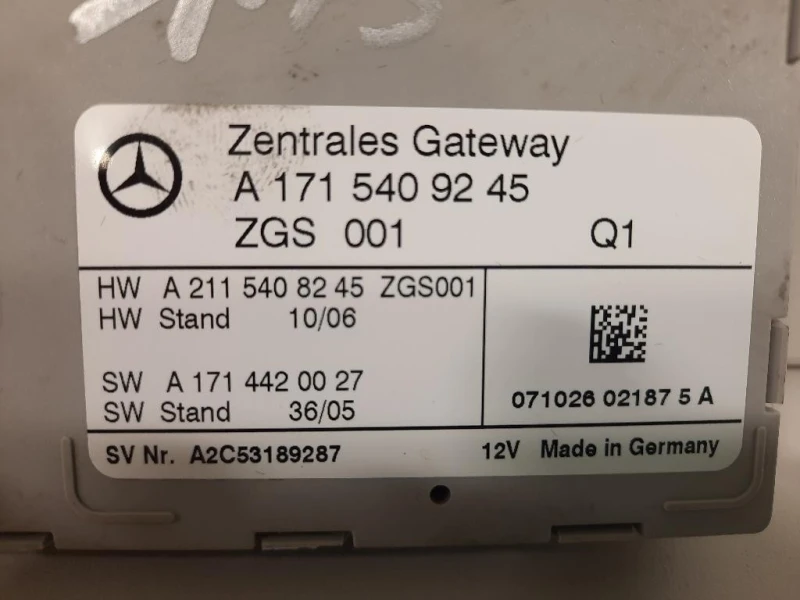 Zentrales Gateway
A 171 540 92 45
ZGS 001 Q1
HW A 211 540 82 45 ZGS001
HW Stand 10/06
SW A 171 442 00 27
SW Stand 36/05
071026 02187 5 A
SV Nr. A2C53189287 12V Made in Germany